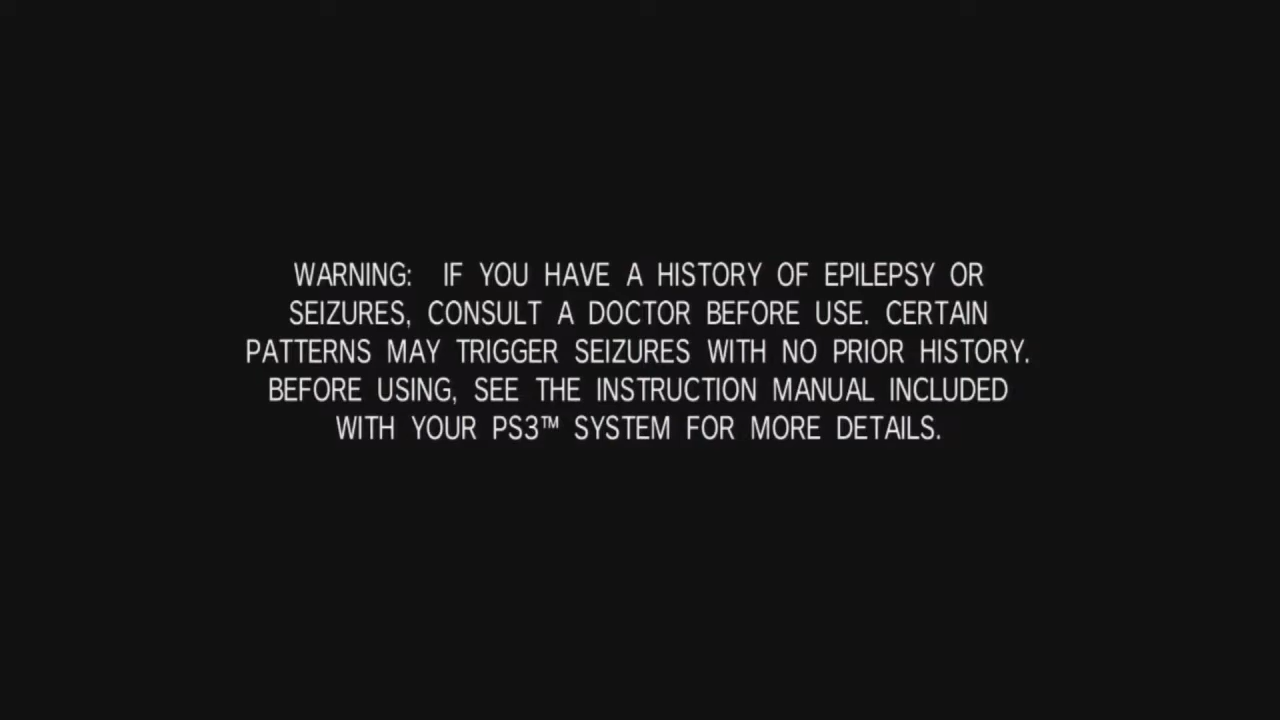 WARNING: IF YOU HAVE A HISTORY OF EPILEPSY OR
SEIZURES, CONSULT A DOCTOR BEFORE USE. CERTAIN
PATTERNS MAY TRIGGER SEIZURES WITH NO PRIOR HISTORY.
BEFORE USING, SEE THE INSTRUCTION MANUAL INCLUDED
WITH YOUR PS3™ SYSTEM FOR MORE DETAILS.